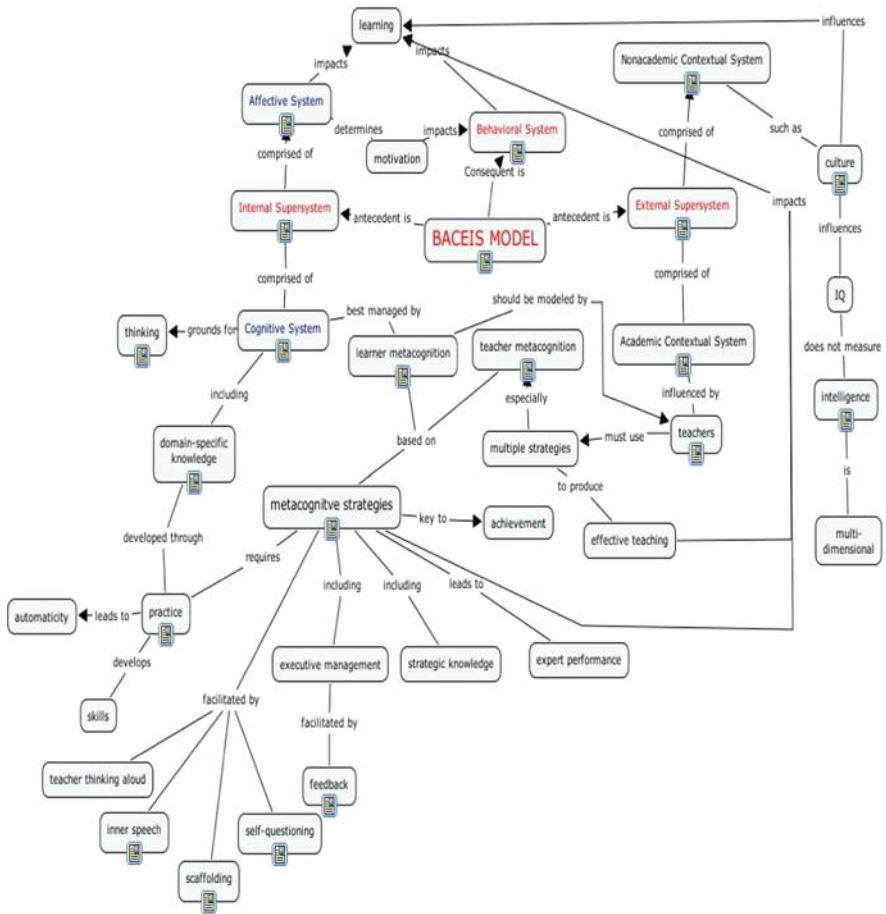 learning
influences
impacts
impacts
Nonacademic Contextual System
Affective System
determines
impacts
Behavioral System
such as
motivation
comprised of
culture
comprised of
Consequent is
Internal Supersystem
antecedent is
BACEIS MODEL
antecedent is
External Supersystem
impacts
influences
comprised of
comprised of
IQ
best managed by
should be modeled by
thinking
grounds for
Cognitive System
learner metacognition
teacher metacognition
Academic Contextual System
does not measure
including
especially
influenced by
intelligence
domain-specific
knowledge
based on
multiple strategies
must use
teachers
is
to produce
metacognitve strategies
key to
achievement
effective teaching
multi-
dimensional
developed through
requires
including
including
leads to
automaticity
leads to
practice
develops
executive management
strategic knowledge
expert performance
skills
facilitated by
facilitated by
teacher thinking aloud
feedback
inner speech
self-questioning
scaffolding